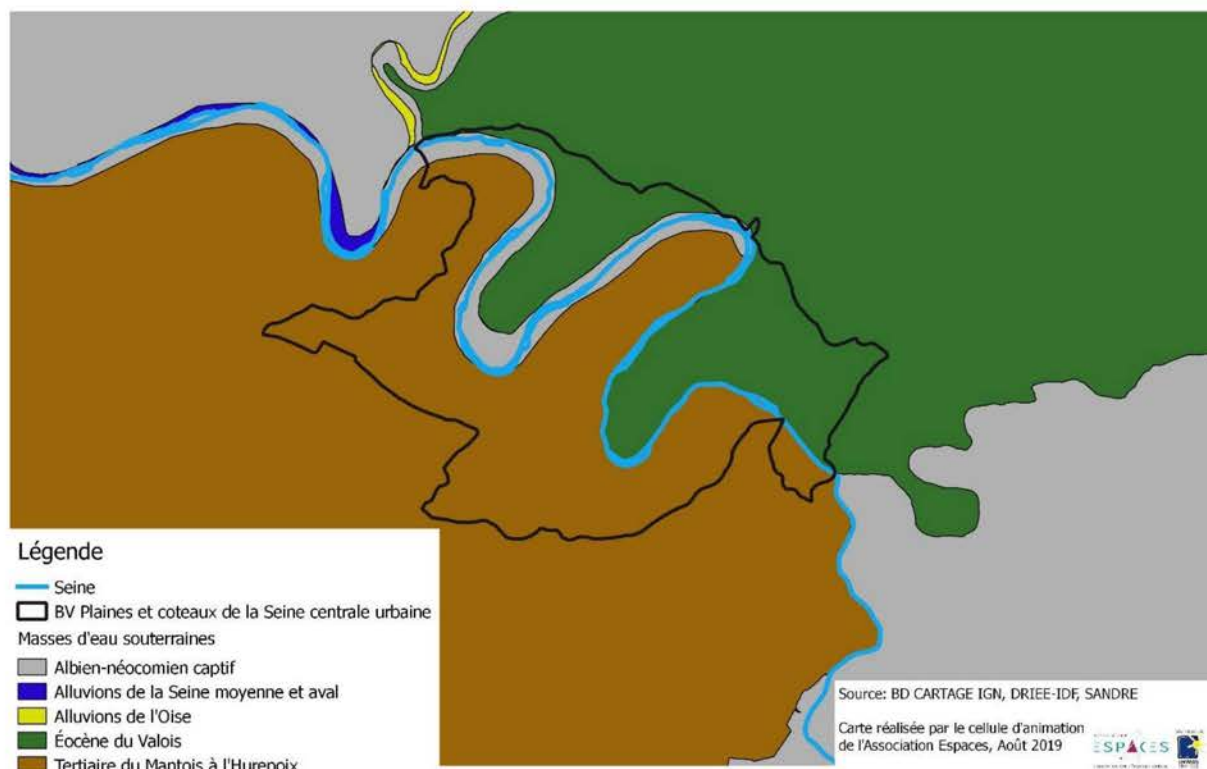 Légende
Seine
BV Plaines et coteaux de la Seine centrale urbaine
Masses d'eau souterraines
Albien-néocomien captif
Alluvions de la Seine moyenne et aval
Alluvions de l'Oise
Éocène du Valois
Tertiaire du Mantois à l'Hurepoix
Source: BD CARTAGE IGN, DRIEE-IDF, SANDRE
Carte réalisée par le cellule d'animation
de l'Association Espaces, Août 2019
ESPACES